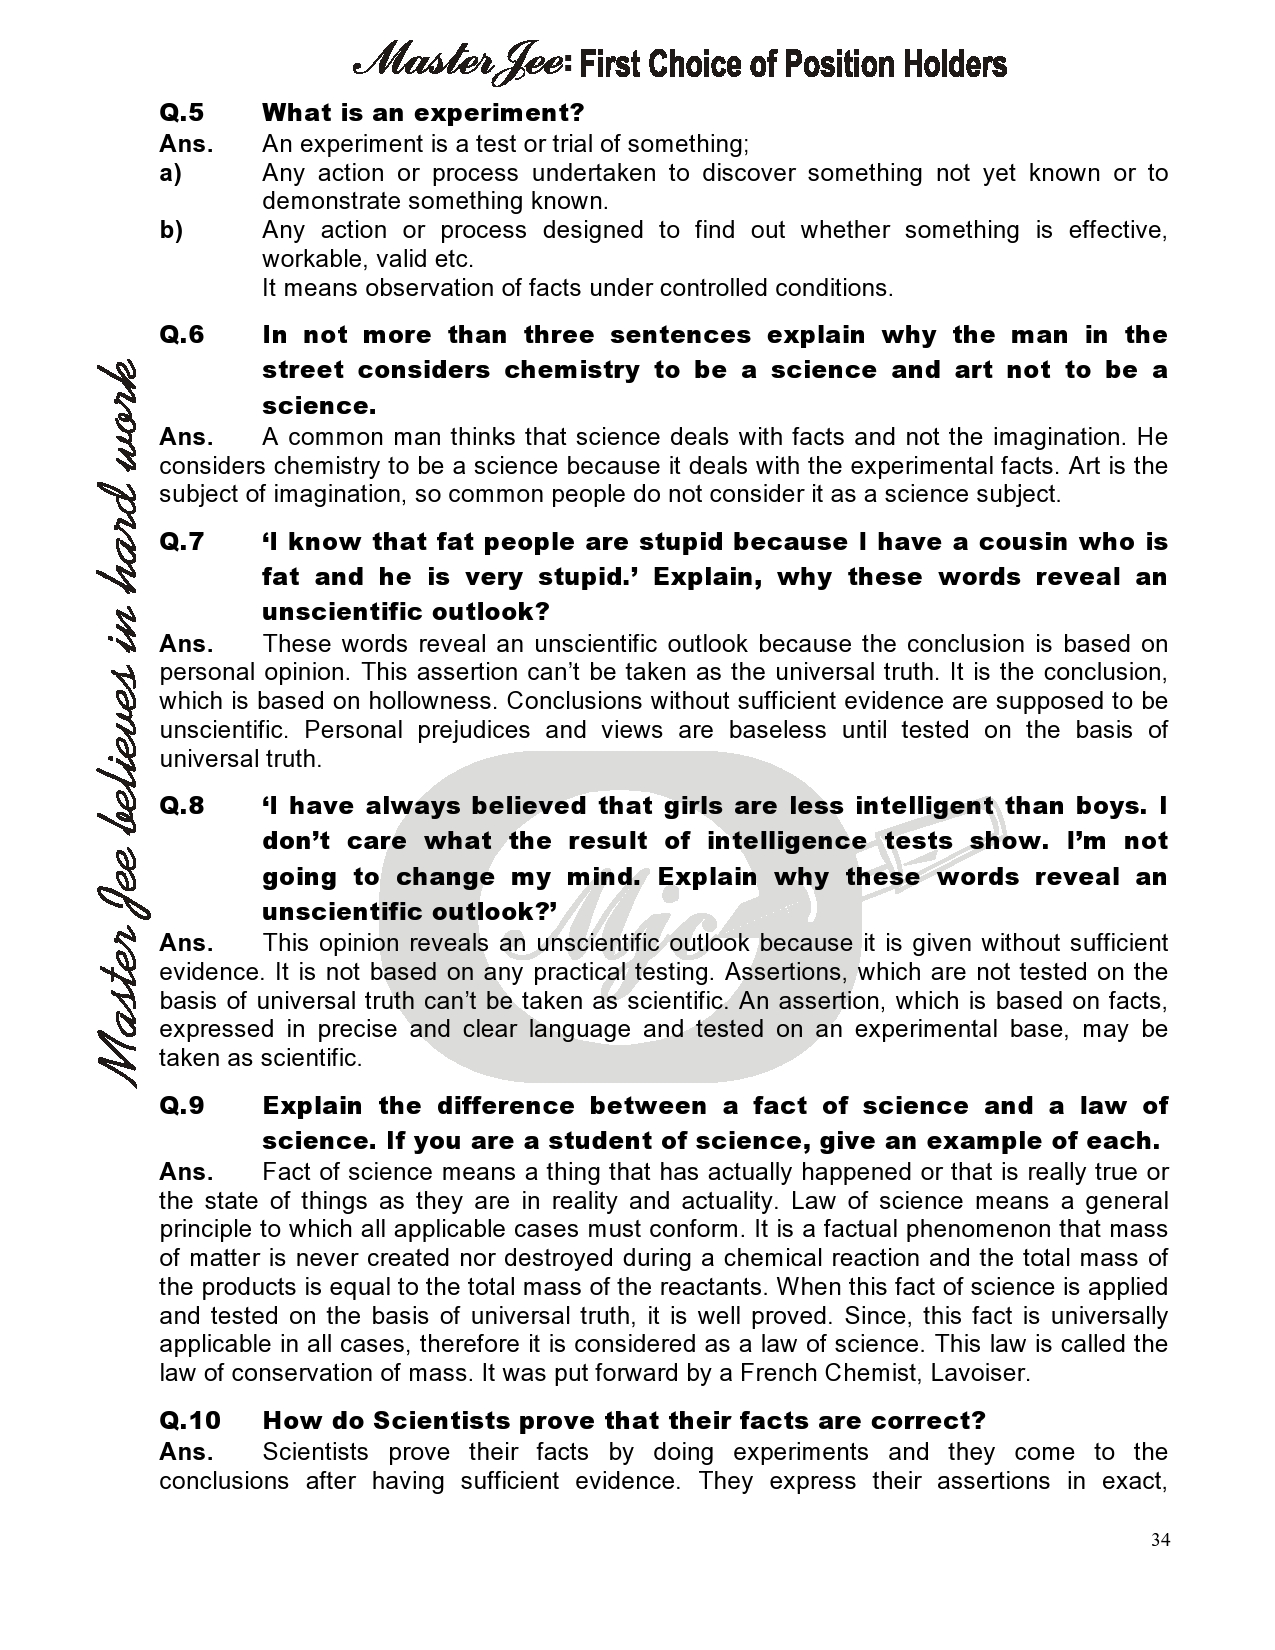 Master Jee: First Choice of Position Holders
Q.5 What is an experiment?
Ans. An experiment is a test or trial of something;
a) Any action or process undertaken to discover something not yet known or to
demonstrate something known.
b) Any action or process designed to find out whether something is effective,
workable, valid etc.
It means observation of facts under controlled conditions.
Q.6 In not more than three sentences explain why the man in the
street considers chemistry to be a science and art not to be a
science.
Ans. A common man thinks that science deals with facts and not the imagination. He
considers chemistry to be a science because it deals with the experimental facts. Art is the
subject of imagination, so common people do not consider it as a science subject.
Q.7 ‘I know that fat people are stupid because I have a cousin who is
fat and he is very stupid.’ Explain, why these words reveal an
unscientific outlook?
Ans. These words reveal an unscientific outlook because the conclusion is based on
personal opinion. This assertion can’t be taken as the universal truth. It is the conclusion,
which is based on hollowness. Conclusions without sufficient evidence are supposed to be
unscientific. Personal prejudices and views are baseless until tested on the basis of
universal truth.
Q.8 ‘I have always believed that girls are less intelligent than boys. I
don’t care what the result of intelligence tests show. I’m not
going to change my mind. Explain why these words reveal an
unscientific outlook?’
Ans. This opinion reveals an unscientific outlook because it is given without sufficient
evidence. It is not based on any practical testing. Assertions, which are not tested on the
basis of universal truth can’t be taken as scientific. An assertion, which is based on facts,
expressed in precise and clear language and tested on an experimental base, may be
taken as scientific.
Q.9 Explain the difference between a fact of science and a law of
science. If you are a student of science, give an example of each.
Ans. Fact of science means a thing that has actually happened or that is really true or
the state of things as they are in reality and actuality. Law of science means a general
principle to which all applicable cases must conform. It is a factual phenomenon that mass
of matter is never created nor destroyed during a chemical reaction and the total mass of
the products is equal to the total mass of the reactants. When this fact of science is applied
and tested on the basis of universal truth, it is well proved. Since, this fact is universally
applicable in all cases, therefore it is considered as a law of science. This law is called the
law of conservation of mass. It was put forward by a French Chemist, Lavoiser.
Q.10 How do Scientists prove that their facts are correct?
Ans. Scientists prove their facts by doing experiments and they come to the
conclusions after having sufficient evidence. They express their assertions in exact,
34
Master Jee believes in hard work
Mjc